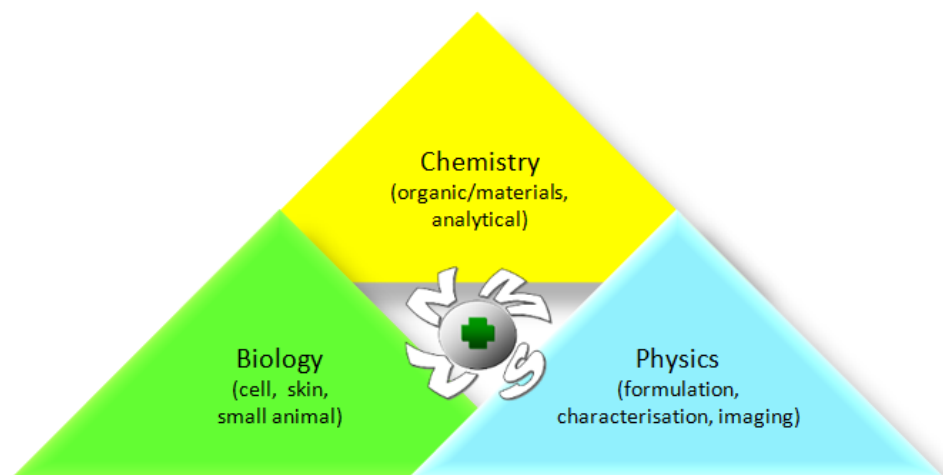 Chemistry
(organic/materials,
analytical)
Biology
(cell, skin,
small animal)
Physics
(formulation,
characterisation, imaging)